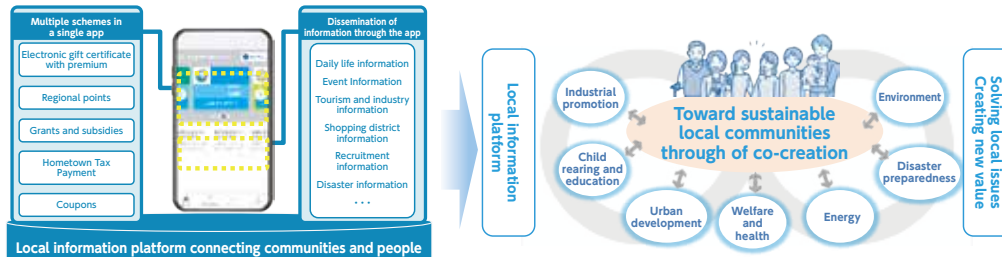 Multiple schemes in
a single app
Electronic gift certificate
with premium
Regional points
Grants and subsidies
Hometown Tax
Payment
Coupons
Dissemination of
information through the app
Daily life information
Event Information
Tourism and industry
information
Shopping district
information
Recruitment
information
Disaster information
...
Local information platform connecting communities and people
Local information
platform
Industrial
promotion
Child
rearing and
education
Urban
development
Welfare
and
health
Energy
Disaster
preparedness
Environment
Toward sustainable
local communities
through of co-creation
Solving local issues
Creating new value